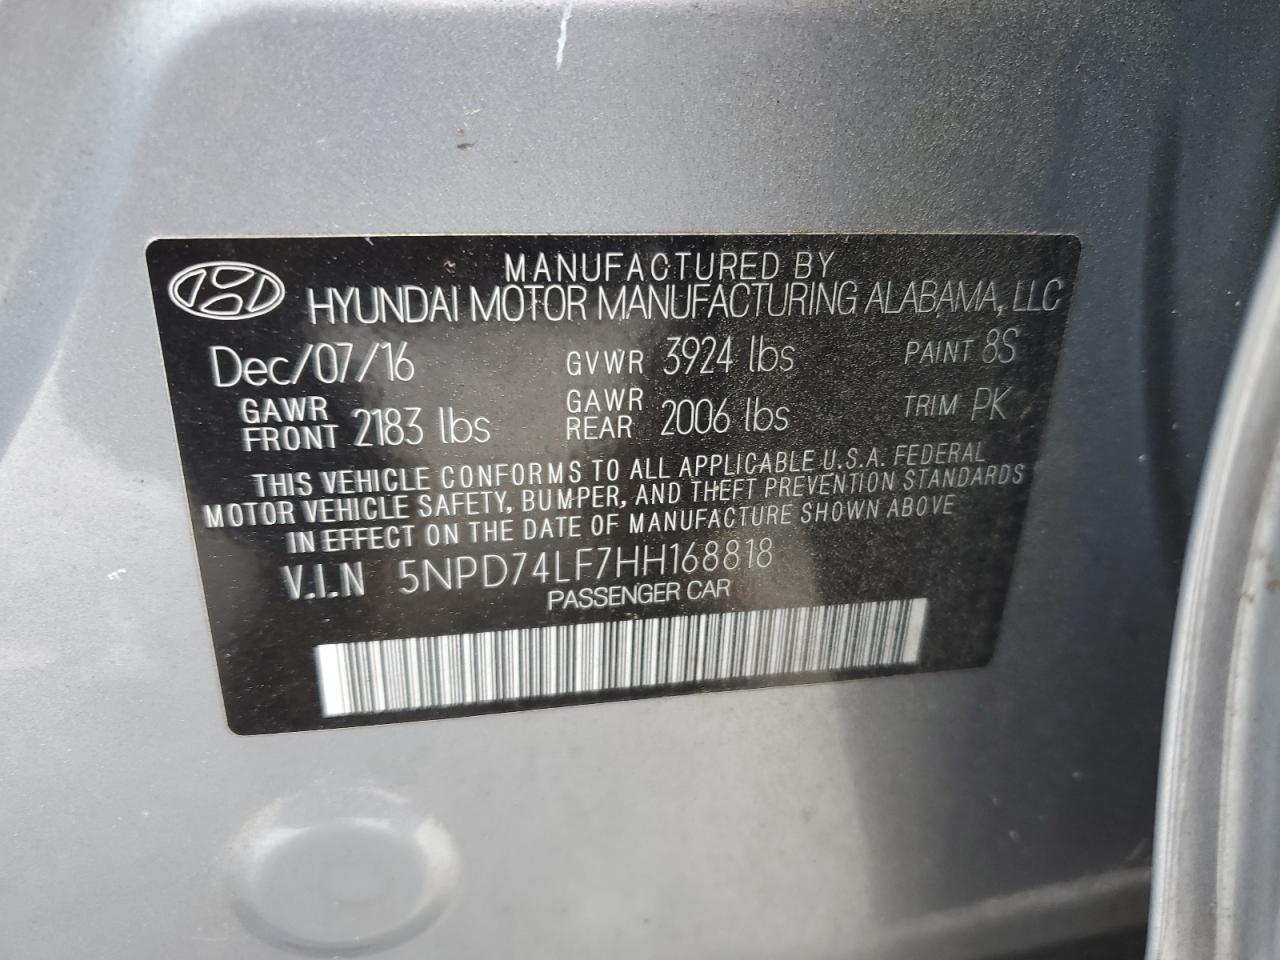 MANUFACTURED BY
HYUNDAI MOTOR MANUFACTURING ALABAMA, LLC
Dec/07/16 GVWR 3924 lbs PAINT 8S
GAWR FRONT 2183 lbs GAWR REAR 2006 lbs TRIM PK
THIS VEHICLE CONFORMS TO ALL APPLICABLE U.S.A. FEDERAL
MOTOR VEHICLE SAFETY, BUMPER, AND THEFT PREVENTION STANDARDS
IN EFFECT ON THE DATE OF MANUFACTURE SHOWN ABOVE
V.I.N 5NPD74LF7HH168818
PASSENGER CAR